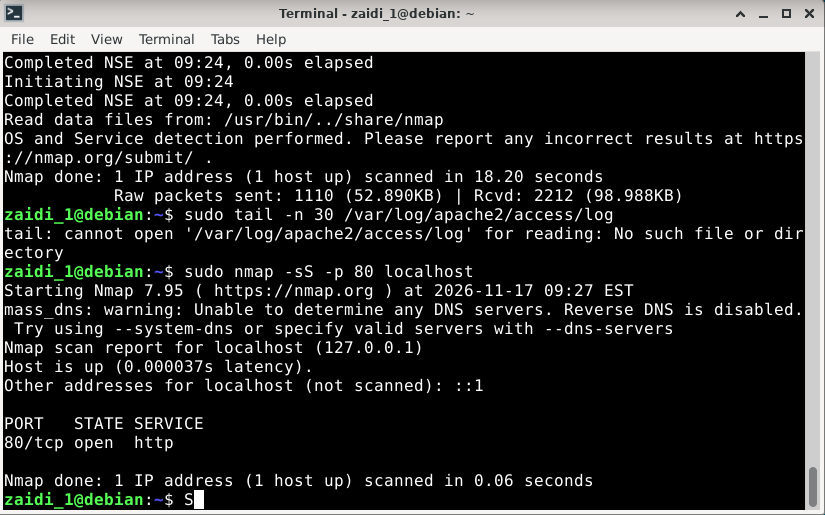 Terminal - zaidi_1@debian: ~
File Edit View Terminal Tabs Help
Completed NSE at 09:24, 0.00s elapsed
Initiating NSE at 09:24
Completed NSE at 09:24, 0.00s elapsed
Read data files from: /usr/bin/../share/nmap
OS and Service detection performed. Please report any incorrect results at https
://nmap.org/submit/ .
Nmap done: 1 IP address (1 host up) scanned in 18.20 seconds
           Raw packets sent: 1110 (52.890KB) | Rcvd: 2212 (98.988KB)
zaidi_1@debian:~$ sudo tail -n 30 /var/log/apache2/access/log
tail: cannot open '/var/log/apache2/access/log' for reading: No such file or dir
ectory
zaidi_1@debian:~$ sudo nmap -sS -p 80 localhost
Starting Nmap 7.95 ( https://nmap.org ) at 2026-11-17 09:27 EST
mass_dns: warning: Unable to determine any DNS servers. Reverse DNS is disabled.
 Try using --system-dns or specify valid servers with --dns-servers
Nmap scan report for localhost (127.0.0.1)
Host is up (0.000037s latency).
Other addresses for localhost (not scanned): ::1
PORT   STATE SERVICE
80/tcp open  http
Nmap done: 1 IP address (1 host up) scanned in 0.06 seconds
zaidi_1@debian:~$ S